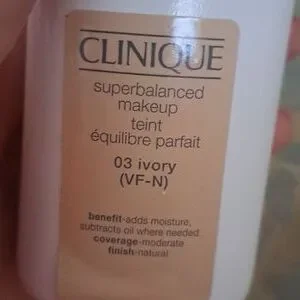 CLINIQUE
superbalanced
makeup
teint
équilibre parfait
03 ivory
(VF-N)
benefit-adds moisture,
subtracts oil where needed
coverage-moderate
finish-natural